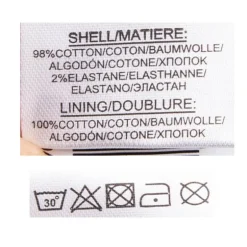 SHELL/MATIERE:
98%COTTON/COTON/BAUMWOLLE/
ALGODÓN/COTONE/ХЛОПОК
2%ELASTANE/ELASTHANNE/
ELASTANO/ЭЛАСТАН
LINING/DOUBLURE:
100%COTTON/COTON/BAUMWOLLE/
ALGODÓN/COTONE/ХЛОПОК
30°